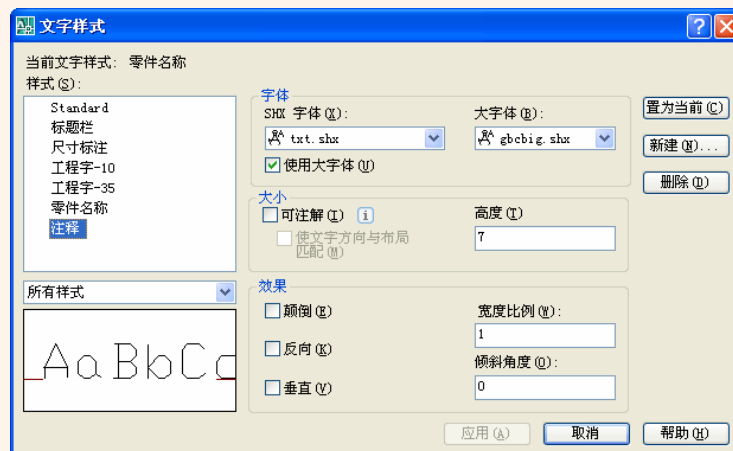 文字样式
当前文字样式: 零件名称
样式(S):
Standard
标题栏
尺寸标注
工程字-10
工程字-35
零件名称
注释
所有样式
AaBbCc
字体
SHX 字体(X):
txt.shx
大字体(B):
gbcbig.shx
使用大字体(U)
大小
可注解(I)
使文字方向与布局
匹配(M)
高度(T)
7
效果
颠倒(E)
反向(K)
垂直(V)
宽度比例(W):
1
倾斜角度(O):
0
置为当前(C)
新建(N)...
删除(D)
应用(A)
取消
帮助(H)